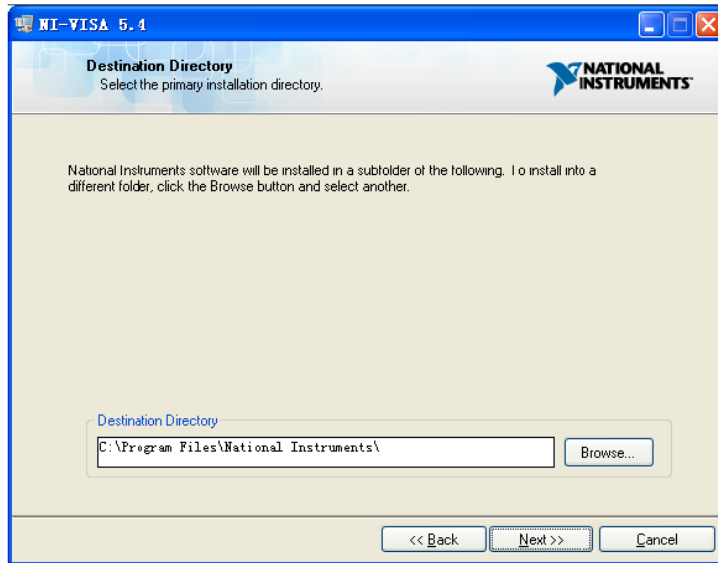 NI-VISA 5.4
Destination Directory
Select the primary installation directory.
NATIONAL
INSTRUMENTS
National Instruments software will be installed in a subfolder of the following. To install into a
different folder, click the Browse button and select another.
Destination Directory
C:\Program Files\National Instruments\
Browse...
<< Back
Next >>
Cancel